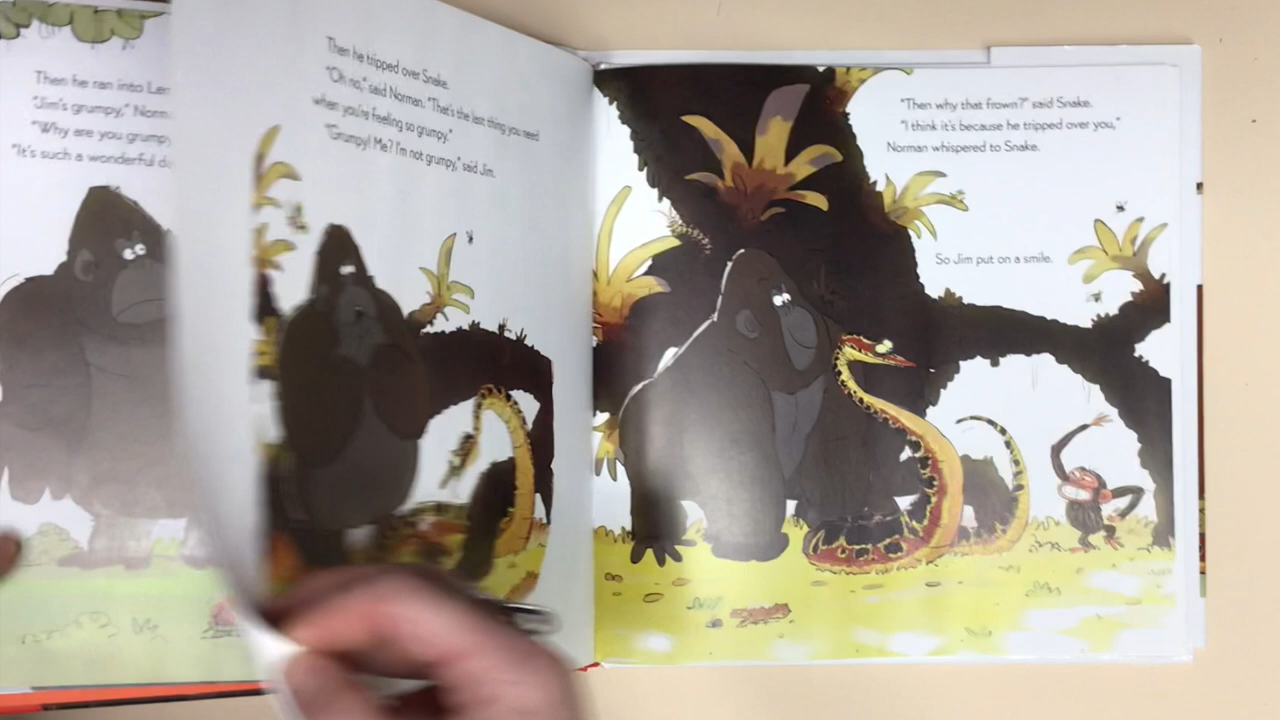 Then he ran into
"Jim's grumpy,"
"Why are you
"It's such a wonderful
Then he tripped over Snake.
"Oh no," said Norman. "That's the last thing you need
when you're feeling so grumpy."
"Grumpy! Me? I'm not grumpy," said Jim.
"Then why that frown?" said Snake.
"I think it's because he tripped over you,"
Norman whispered to Snake.
So Jim put on a smile.